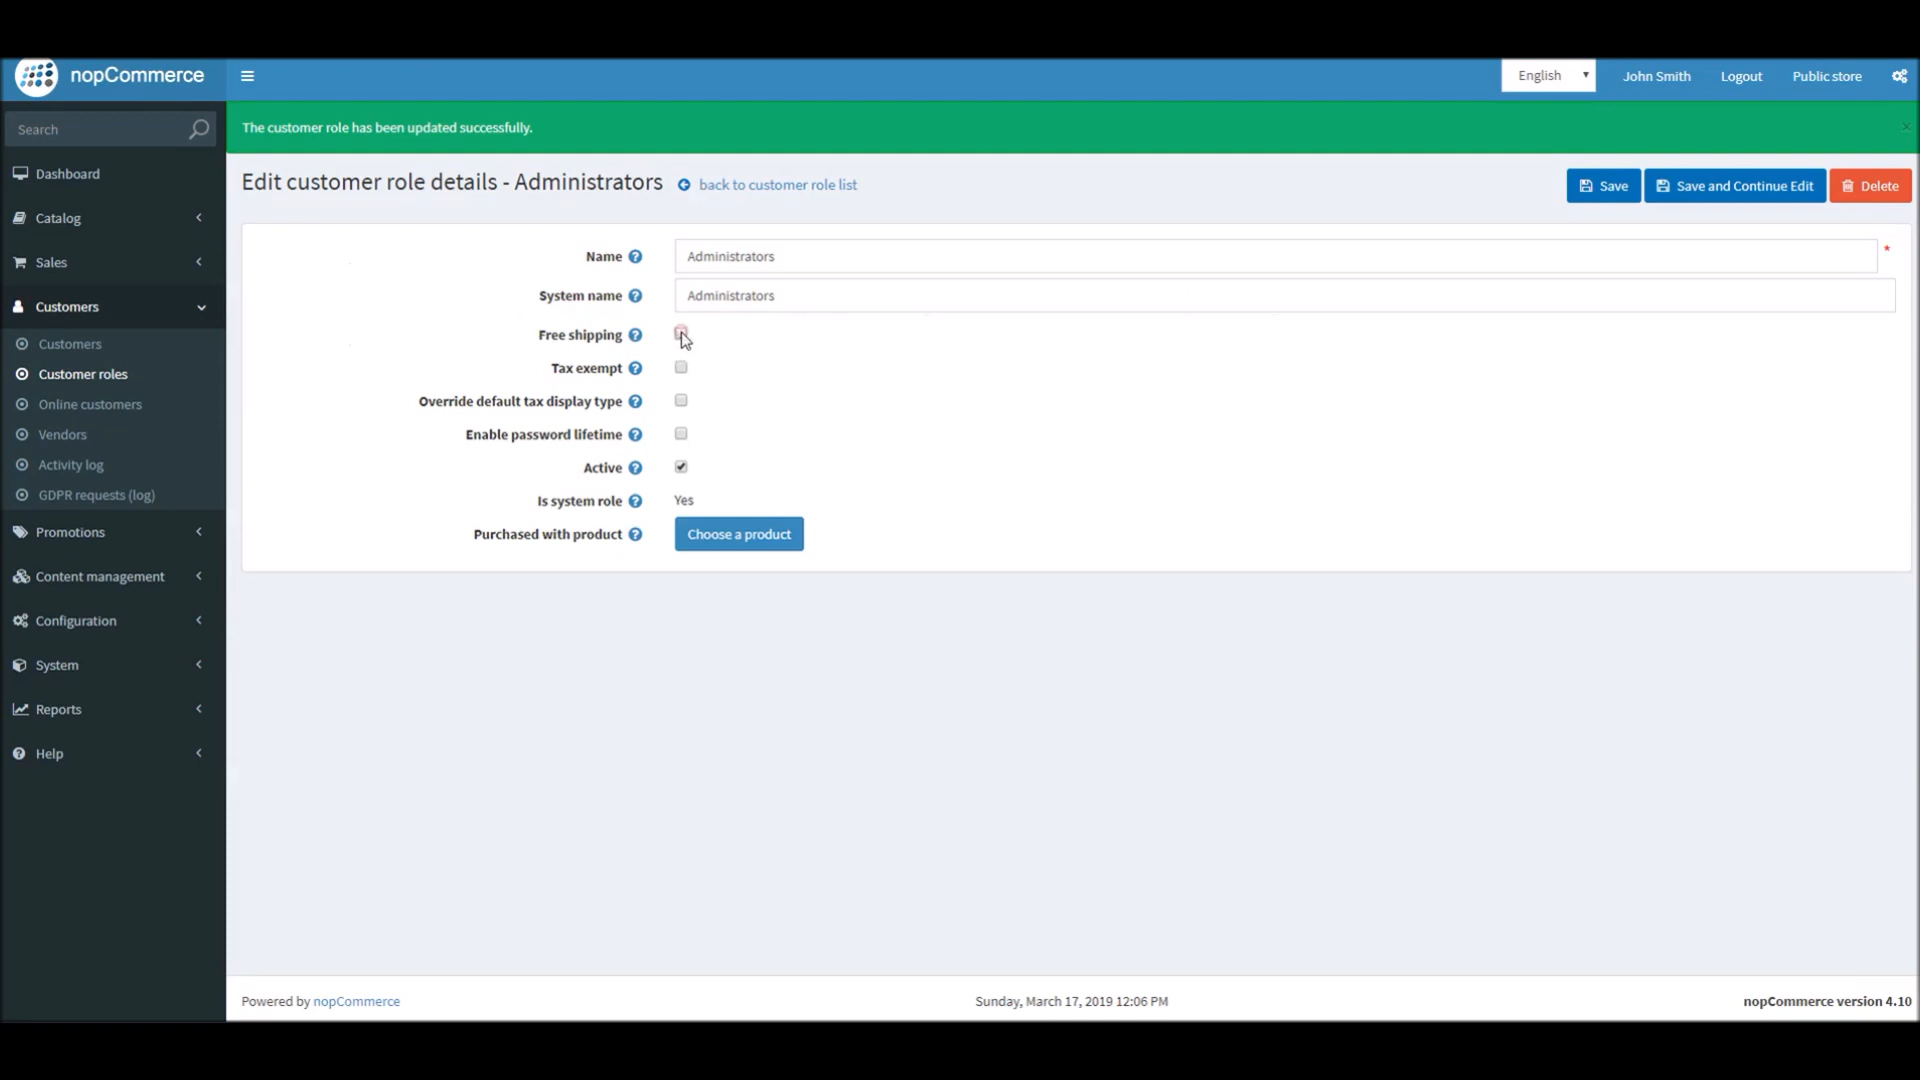 nopCommerce
English
John Smith
Logout
Public store
Search
The customer role has been updated successfully.
Dashboard
Catalog
Sales
Customers
Customers
Customer roles
Online customers
Vendors
Activity log
GDPR requests (log)
Promotions
Content management
Configuration
System
Reports
Help
Edit customer role details - Administrators back to customer role list
Save
Save and Continue Edit
Delete
Name Administrators *
System name Administrators
Free shipping
Tax exempt
Override default tax display type
Enable password lifetime
Active
Is system role Yes
Purchased with product Choose a product
Powered by nopCommerce
Sunday, March 17, 2019 12:06 PM
nopCommerce version 4.10